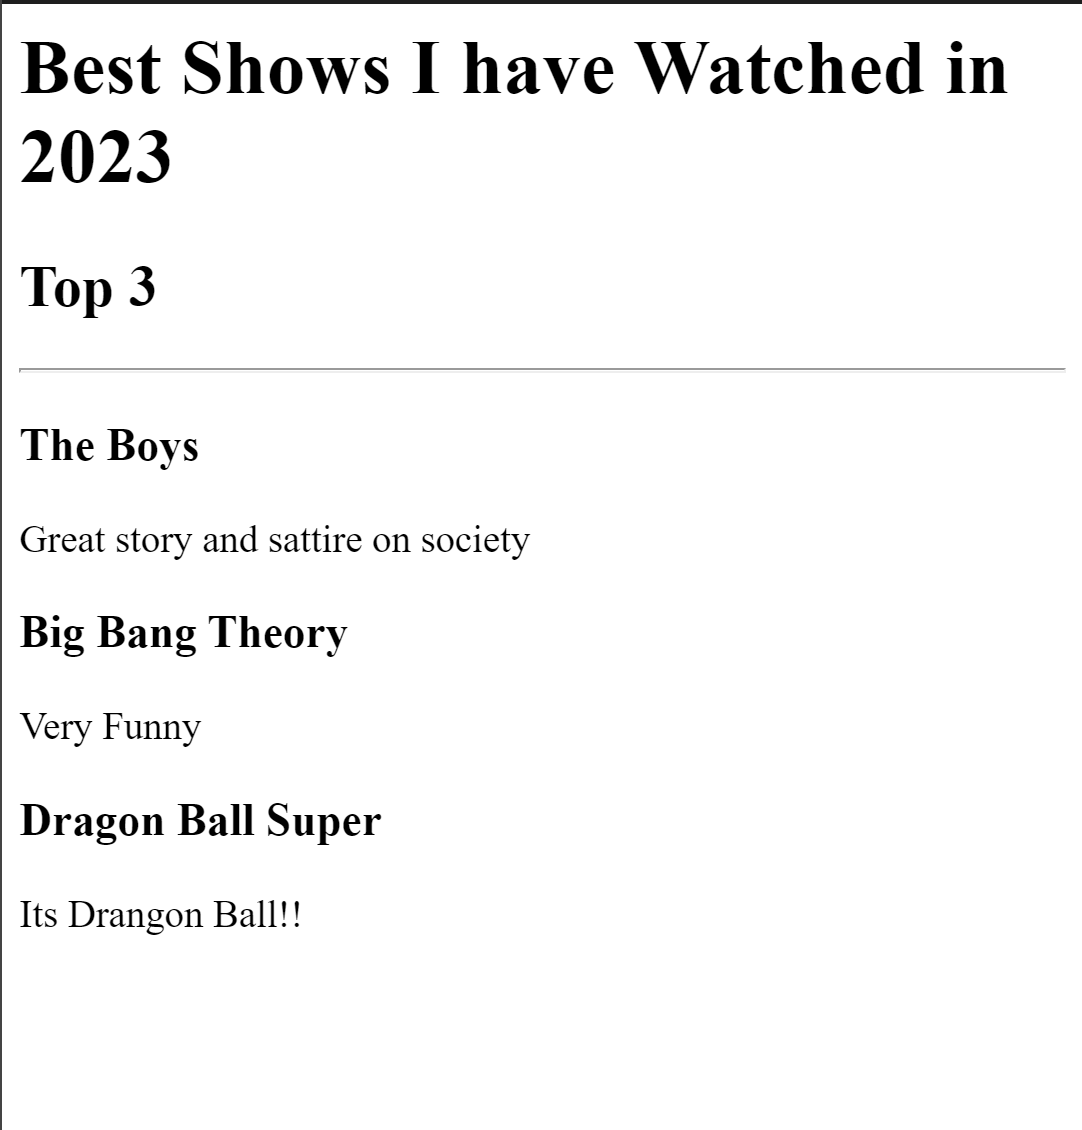 Best Shows I have Watched in
2023
Top 3
The Boys
Great story and sattire on society
Big Bang Theory
Very Funny
Dragon Ball Super
Its Drangon Ball!!